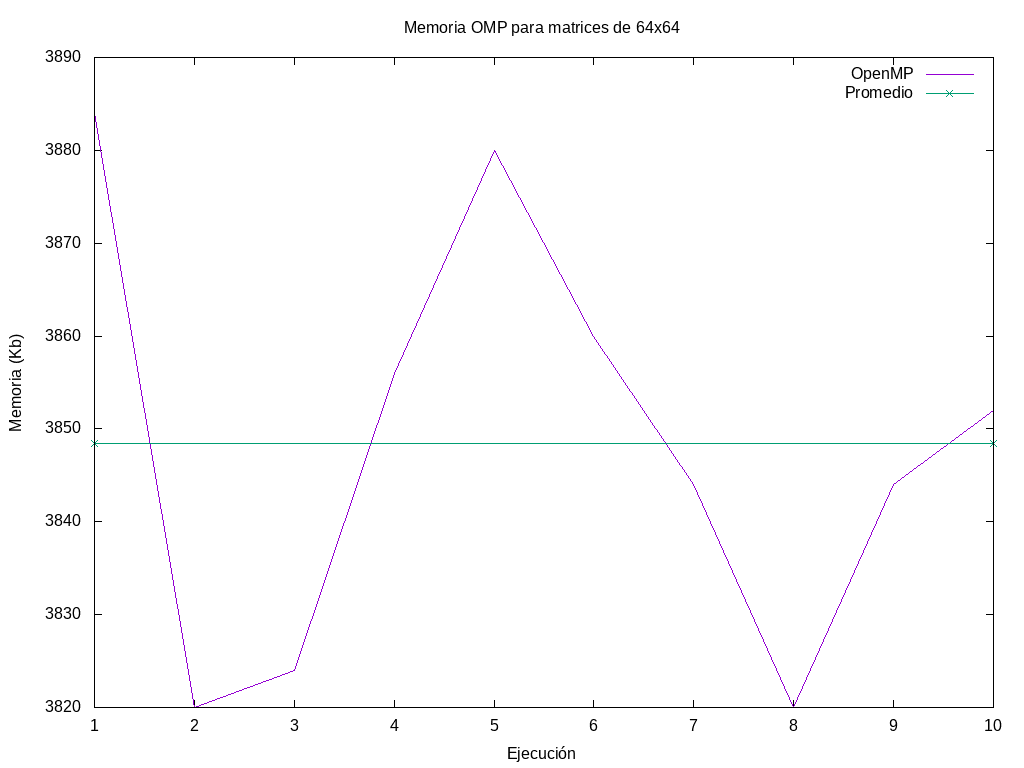 Memoria OMP para matrices de 64x64
OpenMP
Promedio
3890
3880
3870
3860
3850
3840
3830
3820
Memoria (Kb)
1 2 3 4 5 6 7 8 9 10
Ejecución